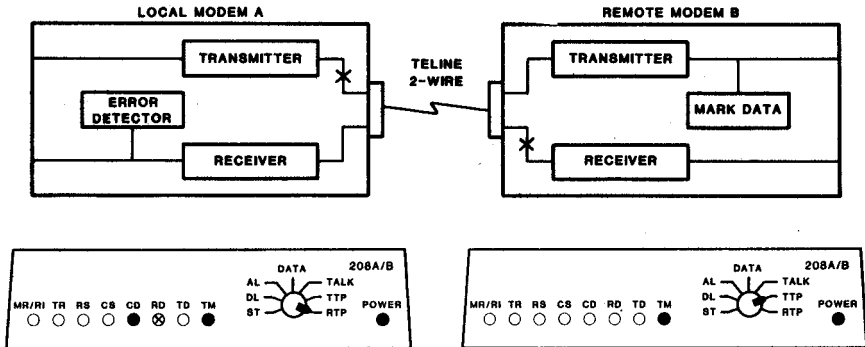 LOCAL MODEM A
REMOTE MODEM B
TRANSMITTER
TELINE
2-WIRE
TRANSMITTER
ERROR
DETECTOR
MARK DATA
RECEIVER
RECEIVER
208A/B
DATA
AL
TALK
DL
TTP
ST
RTP
MR/RI TR RS CS CD RD TD TM
POWER
208A/B
DATA
AL
TALK
DL
TTP
ST
RTP
MR/RI TR RS CS CD RD TD TM
POWER